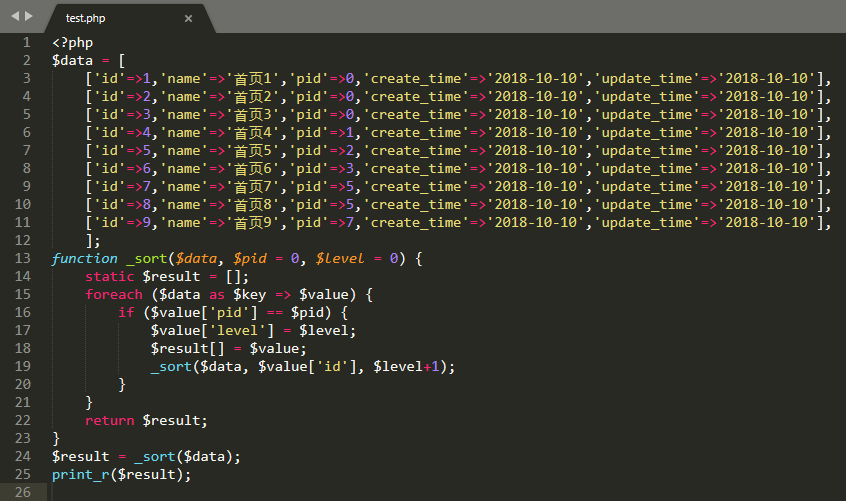 test.php
1 <?php
2 $data = [
3     ['id'=>1,'name'=>'首页1','pid'=>0,'create_time'=>'2018-10-10','update_time'=>'2018-10-10'],
4     ['id'=>2,'name'=>'首页2','pid'=>0,'create_time'=>'2018-10-10','update_time'=>'2018-10-10'],
5     ['id'=>3,'name'=>'首页3','pid'=>0,'create_time'=>'2018-10-10','update_time'=>'2018-10-10'],
6     ['id'=>4,'name'=>'首页4','pid'=>1,'create_time'=>'2018-10-10','update_time'=>'2018-10-10'],
7     ['id'=>5,'name'=>'首页5','pid'=>2,'create_time'=>'2018-10-10','update_time'=>'2018-10-10'],
8     ['id'=>6,'name'=>'首页6','pid'=>3,'create_time'=>'2018-10-10','update_time'=>'2018-10-10'],
9     ['id'=>7,'name'=>'首页7','pid'=>5,'create_time'=>'2018-10-10','update_time'=>'2018-10-10'],
10     ['id'=>8,'name'=>'首页8','pid'=>5,'create_time'=>'2018-10-10','update_time'=>'2018-10-10'],
11     ['id'=>9,'name'=>'首页9','pid'=>7,'create_time'=>'2018-10-10','update_time'=>'2018-10-10'],
12     ];
13 function _sort($data, $pid = 0, $level = 0) {
14     static $result = [];
15     foreach ($data as $key => $value) {
16         if ($value['pid'] == $pid) {
17             $value['level'] = $level;
18             $result[] = $value;
19             _sort($data, $value['id'], $level+1);
20         }
21     }
22     return $result;
23 }
24 $result = _sort($data);
25 print_r($result);
26